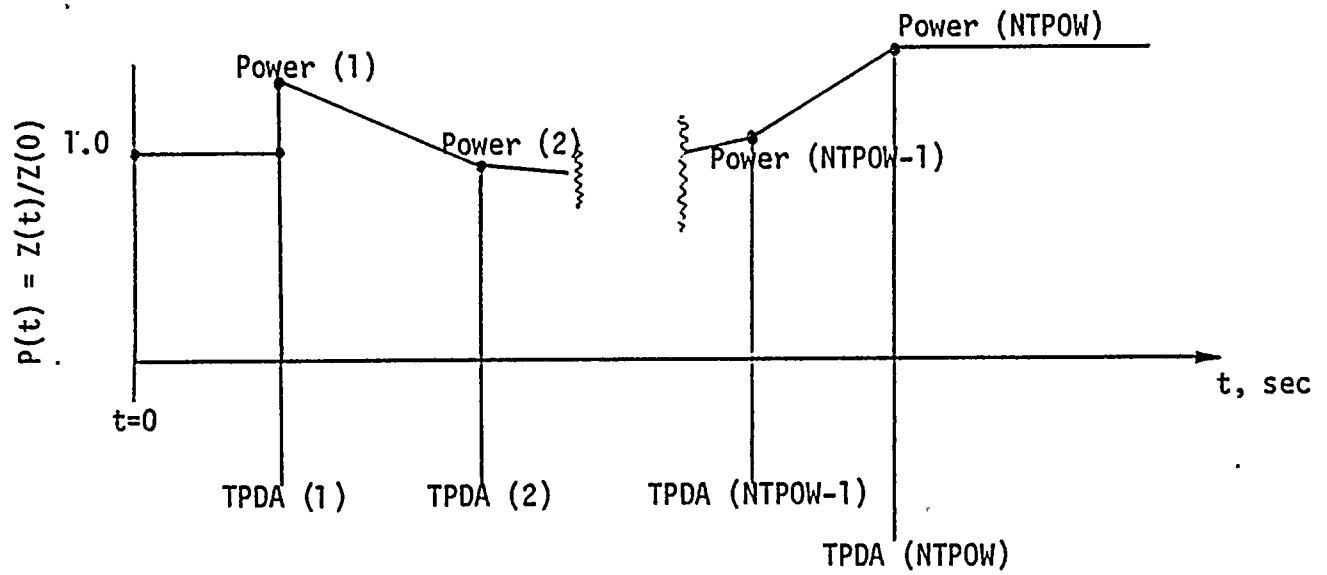 Power (NTPOW)
Power (1)
1.0
Power (2)
Power (NTPOW-1)
P(t) = Z(t)/Z(0)
t, sec
t=0
TPDA (1)
TPDA (2)
TPDA (NTPOW-1)
TPDA (NTPOW)